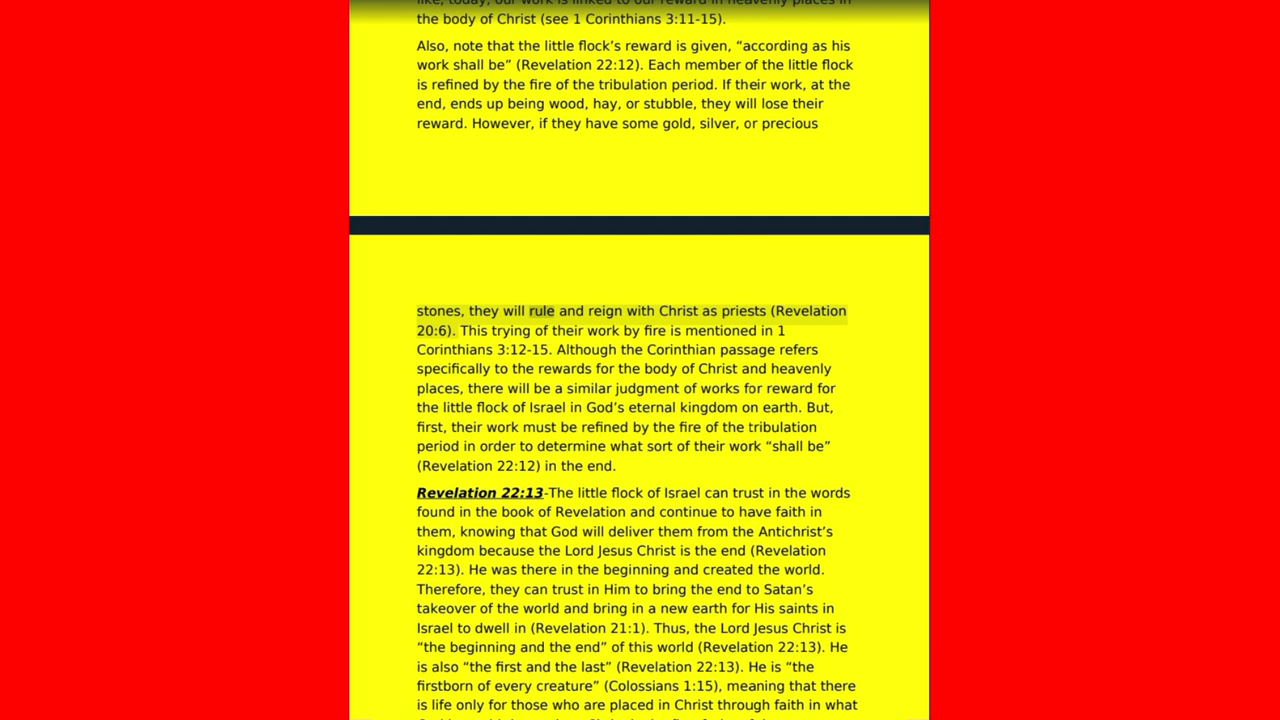 like, today, our work is linked to our reward in heavenly places in
the body of Christ (see 1 Corinthians 3:11-15).
Also, note that the little flock’s reward is given, “according as his
work shall be” (Revelation 22:12). Each member of the little flock
is refined by the fire of the tribulation period. If their work, at the
end, ends up being wood, hay, or stubble, they will lose their
reward. However, if they have some gold, silver, or precious
stones, they will rule and reign with Christ as priests (Revelation
20:6). This trying of their work by fire is mentioned in 1
Corinthians 3:12-15. Although the Corinthian passage refers
specifically to the rewards for the body of Christ and heavenly
places, there will be a similar judgment of works for reward for
the little flock of Israel in God’s eternal kingdom on earth. But,
first, their work must be refined by the fire of the tribulation
period in order to determine what sort of their work “shall be”
(Revelation 22:12) in the end.
Revelation 22:13-The little flock of Israel can trust in the words
found in the book of Revelation and continue to have faith in
them, knowing that God will deliver them from the Antichrist’s
kingdom because the Lord Jesus Christ is the end (Revelation
22:13). He was there in the beginning and created the world.
Therefore, they can trust in Him to bring the end to Satan’s
takeover of the world and bring in a new earth for His saints in
Israel to dwell in (Revelation 21:1). Thus, the Lord Jesus Christ is
“the beginning and the end” of this world (Revelation 22:13). He
is also “the first and the last” (Revelation 22:13). He is “the
firstborn of every creature” (Colossians 1:15), meaning that there
is life only for those who are placed in Christ through faith in what